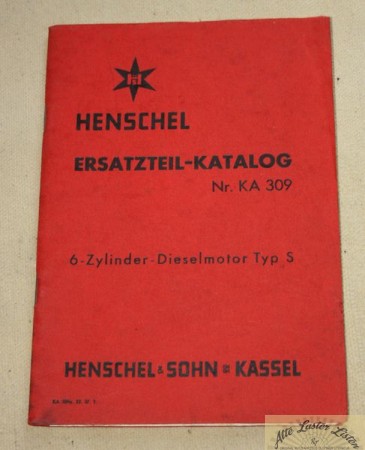 HENSCHEL
ERSATZTEIL-KATALOG
Nr. KA 309
6-Zylinder-Dieselmotor Typ S
HENSCHEL & SOHN KASSEL
Alte Laster Listen